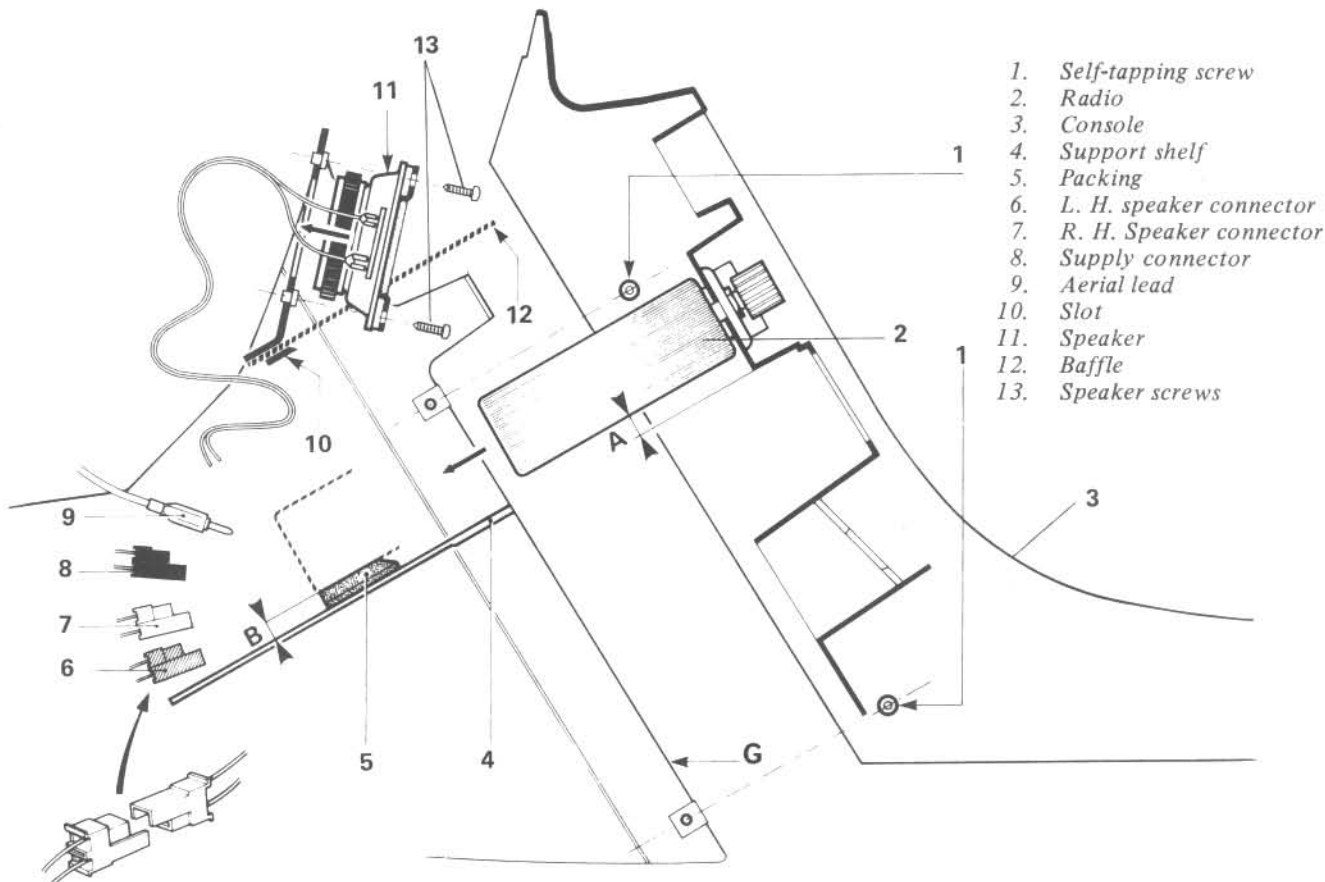 13
11
1
12
2
10
A
1
9
3
8
7
B
6
5
4
G
1. Self-tapping screw
2. Radio
3. Console
4. Support shelf
5. Packing
6. L. H. speaker connector
7. R. H. Speaker connector
8. Supply connector
9. Aerial lead
10. Slot
11. Speaker
12. Baffle
13. Speaker screws